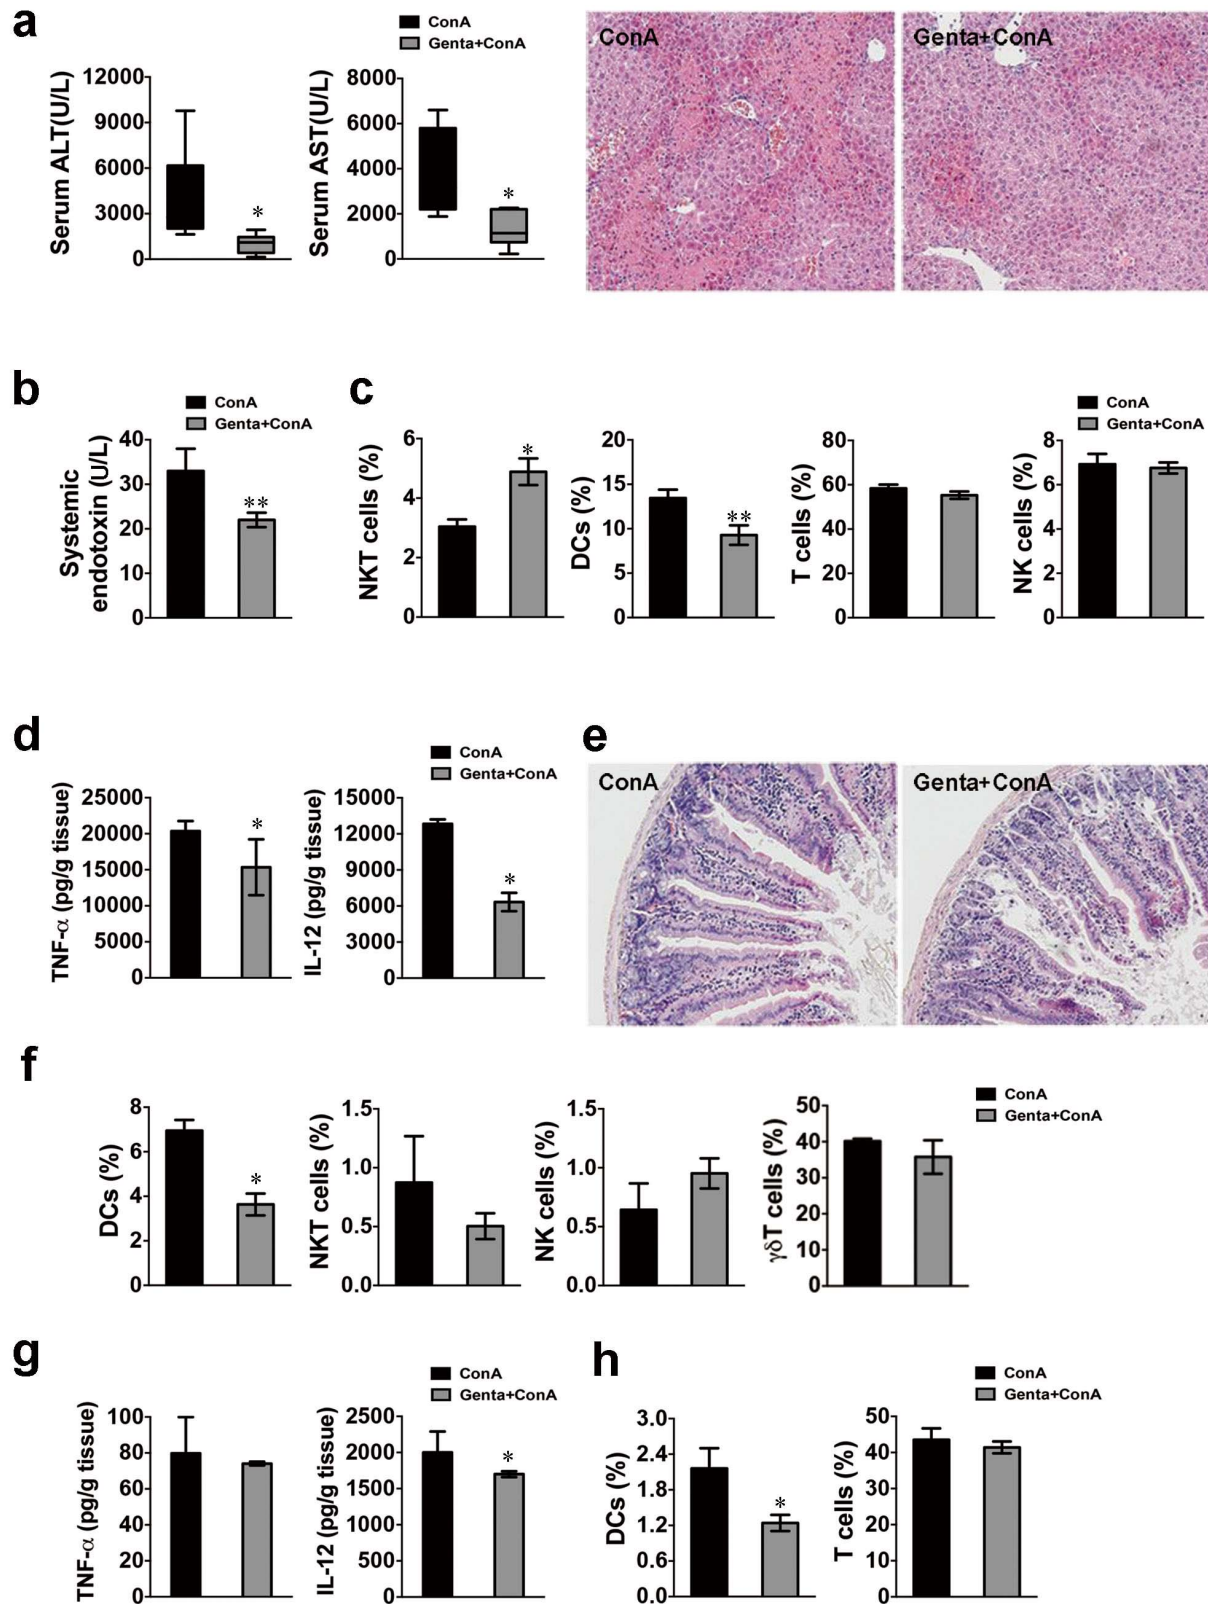 a
ConA
Genta+ConA
Serum ALT(U/L)
12000
9000
6000
3000
0
*
Serum AST(U/L)
8000
6000
4000
2000
0
*
ConA
Genta+ConA
b
ConA
Genta+ConA
Systemic
endotoxin (U/L)
40
30
20
10
0
**
c
ConA
Genta+ConA
NKT cells (%)
6
4
2
0
*
DCs (%)
20
15
10
5
0
**
T cells (%)
80
60
40
20
0
NK cells (%)
8
6
4
2
0
d
ConA
Genta+ConA
TNF-α (pg/g tissue)
25000
20000
15000
10000
5000
0
*
IL-12 (pg/g tissue)
15000
12000
9000
6000
3000
0
*
e
ConA
Genta+ConA
f
ConA
Genta+ConA
DCs (%)
8
6
4
2
0
*
NKT cells (%)
1.5
1.0
0.5
0.0
NK cells (%)
1.5
1.0
0.5
0.0
γδT cells (%)
50
40
30
20
10
0
g
ConA
Genta+ConA
TNF-α (pg/g tissue)
100
80
60
40
20
0
IL-12 (pg/g tissue)
2500
2000
1500
1000
500
0
*
h
ConA
Genta+ConA
DCs (%)
3.0
2.4
1.8
1.2
0.6
0.0
*
T cells (%)
50
40
30
20
10
0